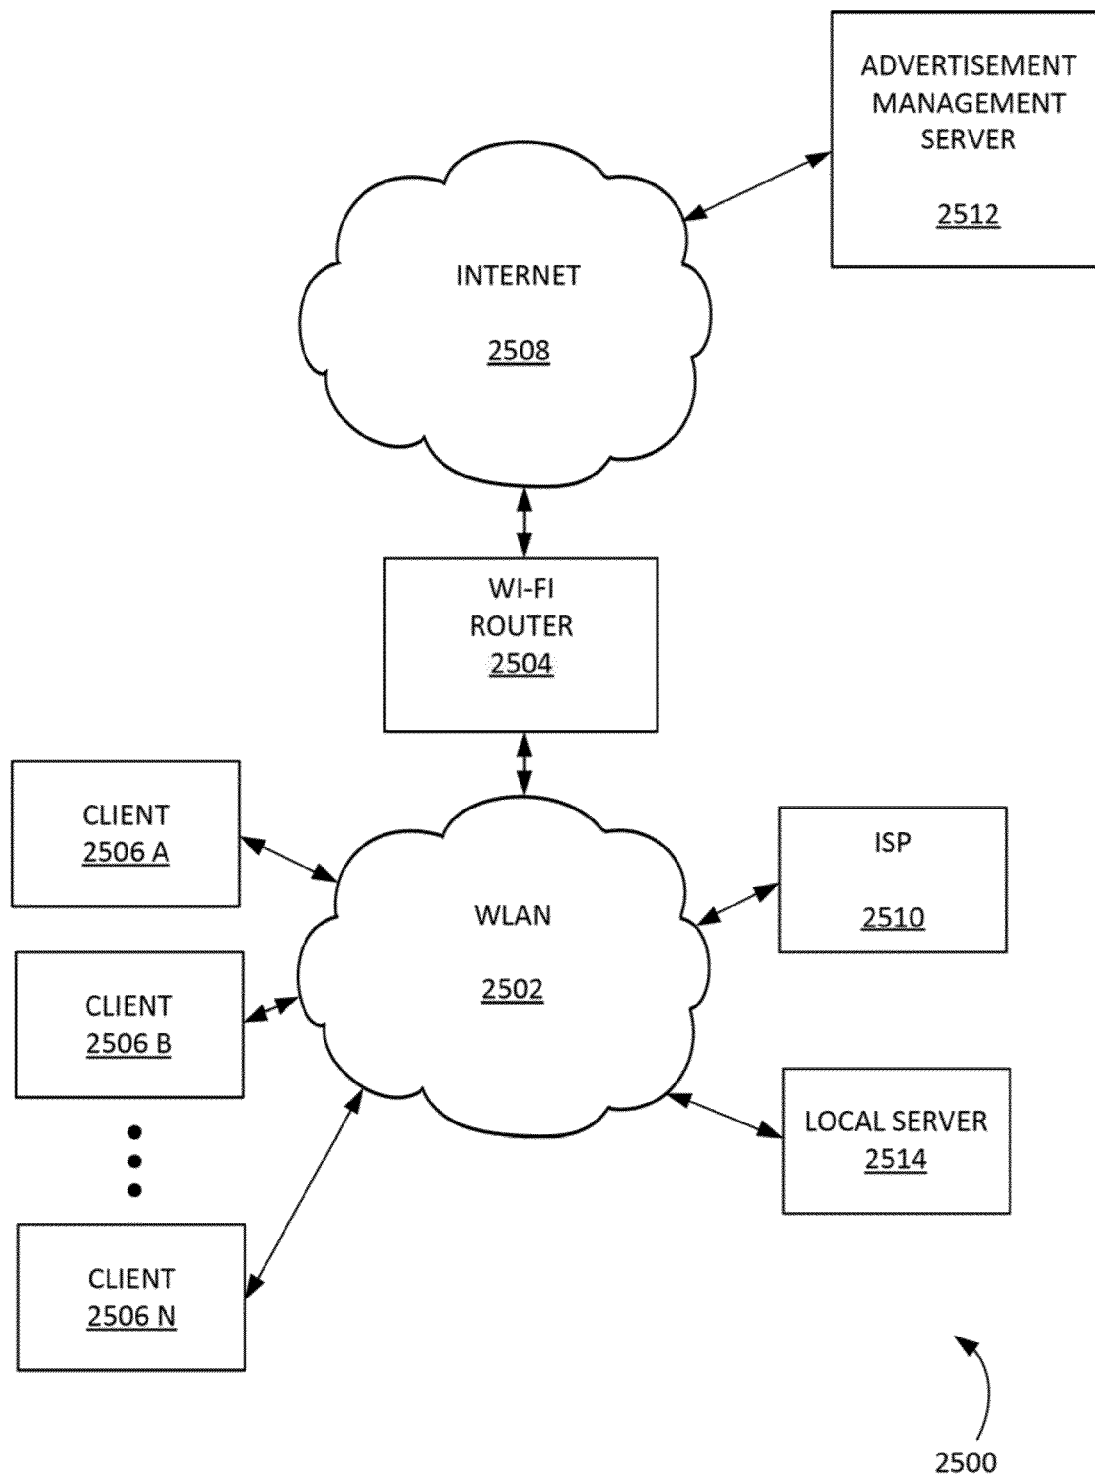 ADVERTISEMENT
MANAGEMENT
SERVER
2512
INTERNET
2508
WI-FI
ROUTER
2504
CLIENT
2506 A
WLAN
2502
ISP
2510
CLIENT
2506 B
LOCAL SERVER
2514
CLIENT
2506 N
2500